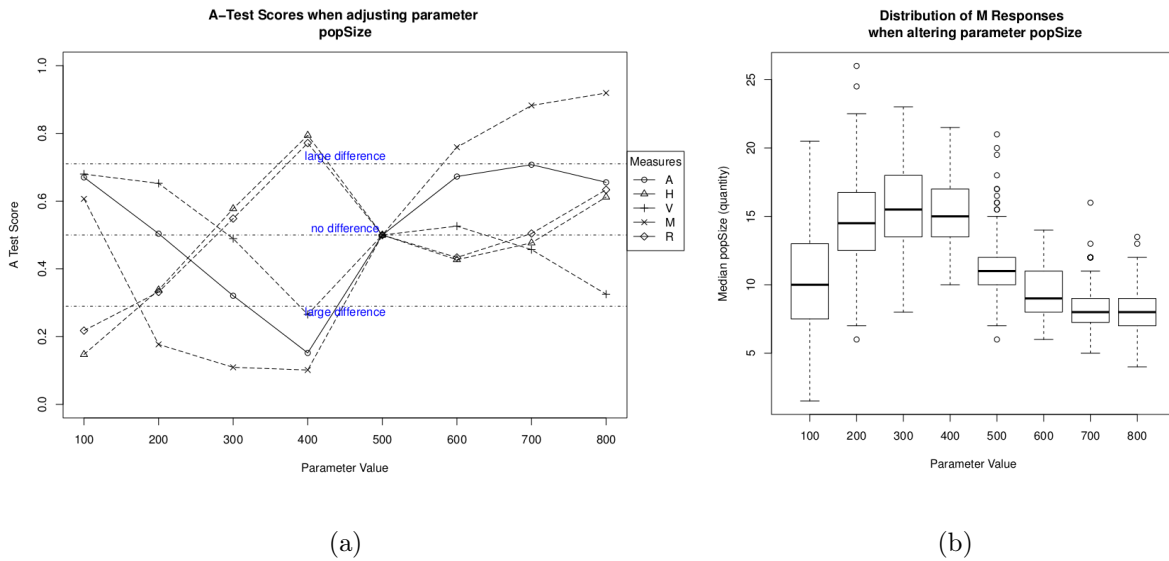 A-Test Scores when adjusting parameter
popSize
A Test Score
1.0
0.8
0.6
0.4
0.2
0.0
large difference
no difference
large difference
100 200 300 400 500 600 700 800
Parameter Value
Measures
A
H
V
M
R
(a)
Distribution of M Responses
when altering parameter popSize
Median popSize (quantity)
25
20
15
10
5
100 200 300 400 500 600 700 800
Parameter Value
(b)